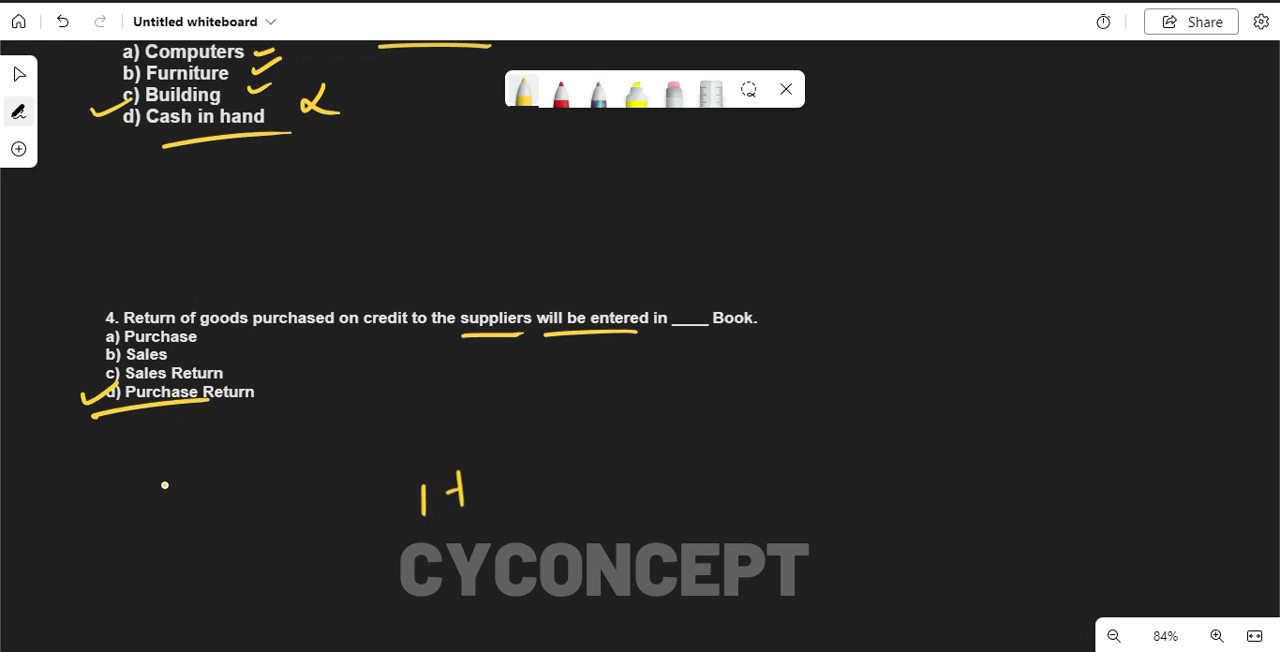 Untitled whiteboard
Share
a) Computers
b) Furniture
c) Building
d) Cash in hand
4. Return of goods purchased on credit to the suppliers will be entered in ____ Book.
a) Purchase
b) Sales
c) Sales Return
d) Purchase Return
CYCONCEPT
84%